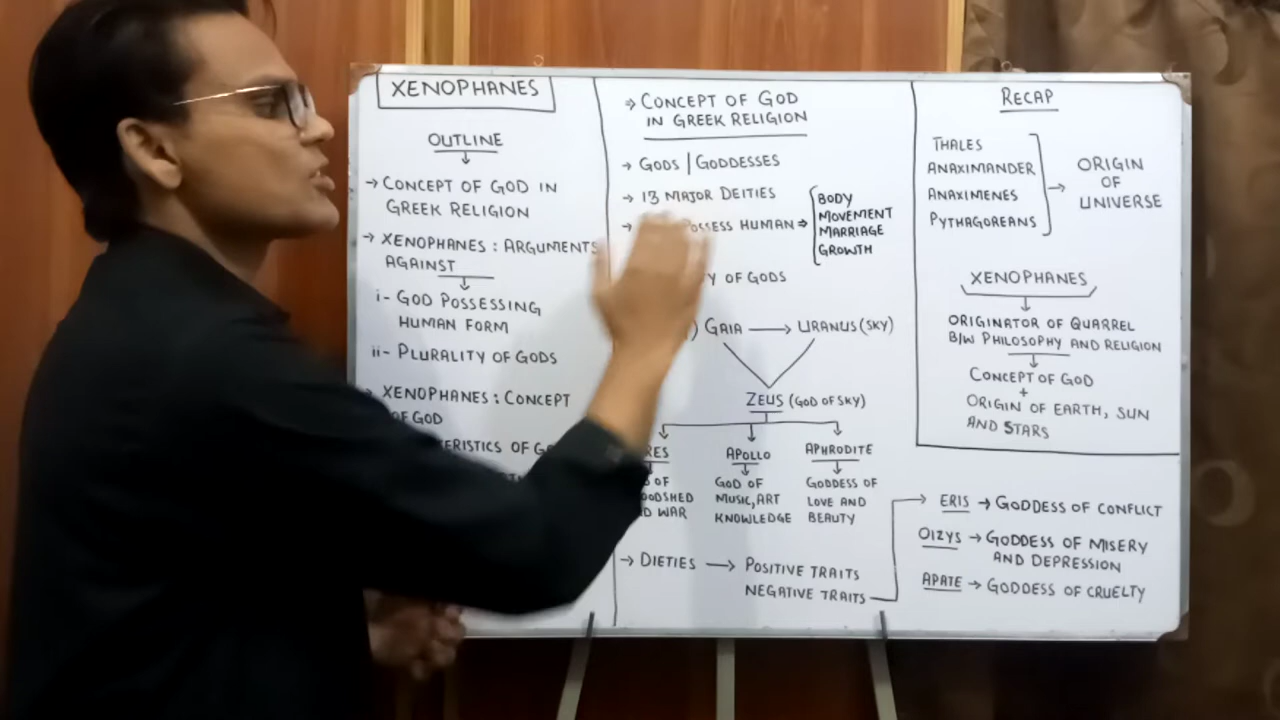 XENOPHANES
OUTLINE
→ CONCEPT OF GOD IN
GREEK RELIGION
→ XENOPHANES : ARGUMENTS
AGAINST
i- GOD POSSESSING
HUMAN FORM
ii- PLURALITY OF GODS
XENOPHANES : CONCEPT
OF GOD
OF
→ CONCEPT OF GOD
IN GREEK RELIGION
→ GODS | GODDESSES
→ 13 MAJOR DEITIES
→ HUMAN ⇒
BODY
MOVEMENT
MARRIAGE
GROWTH
OF GODS
GAIA → URANUS (SKY)
ZEUS (GOD OF SKY)
APOLLO
GOD OF
MUSIC, ART
KNOWLEDGE
APHRODITE
GODDESS OF
LOVE AND
BEAUTY
OF
WAR
→ DIETIES → POSITIVE TRAITS
NEGATIVE TRAITS
RECAP
THALES
ANAXIMANDER
ANAXIMENES
PYTHAGOREANS
→ ORIGIN
OF
UNIVERSE
XENOPHANES
ORIGINATOR OF QUARREL
B/W PHILOSOPHY AND RELIGION
CONCEPT OF GOD
+
ORIGIN OF EARTH, SUN
AND STARS
ERIS → GODDESS OF CONFLICT
OIZYS → GODDESS OF MISERY
AND DEPRESSION
APATE → GODDESS OF CRUELTY